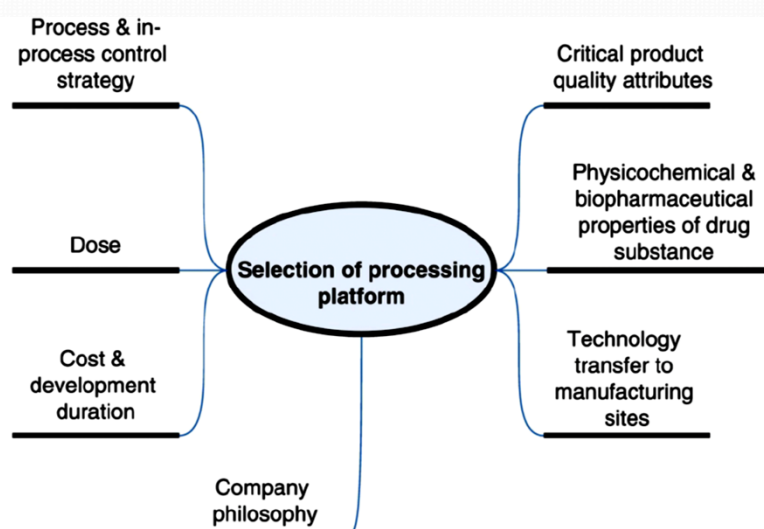 Process & in-
process control
strategy
Critical product
quality attributes
Physicochemical &
biopharmaceutical
properties of drug
substance
Dose
Selection of processing
platform
Cost &
development
duration
Technology
transfer to
manufacturing
sites
Company
philosophy